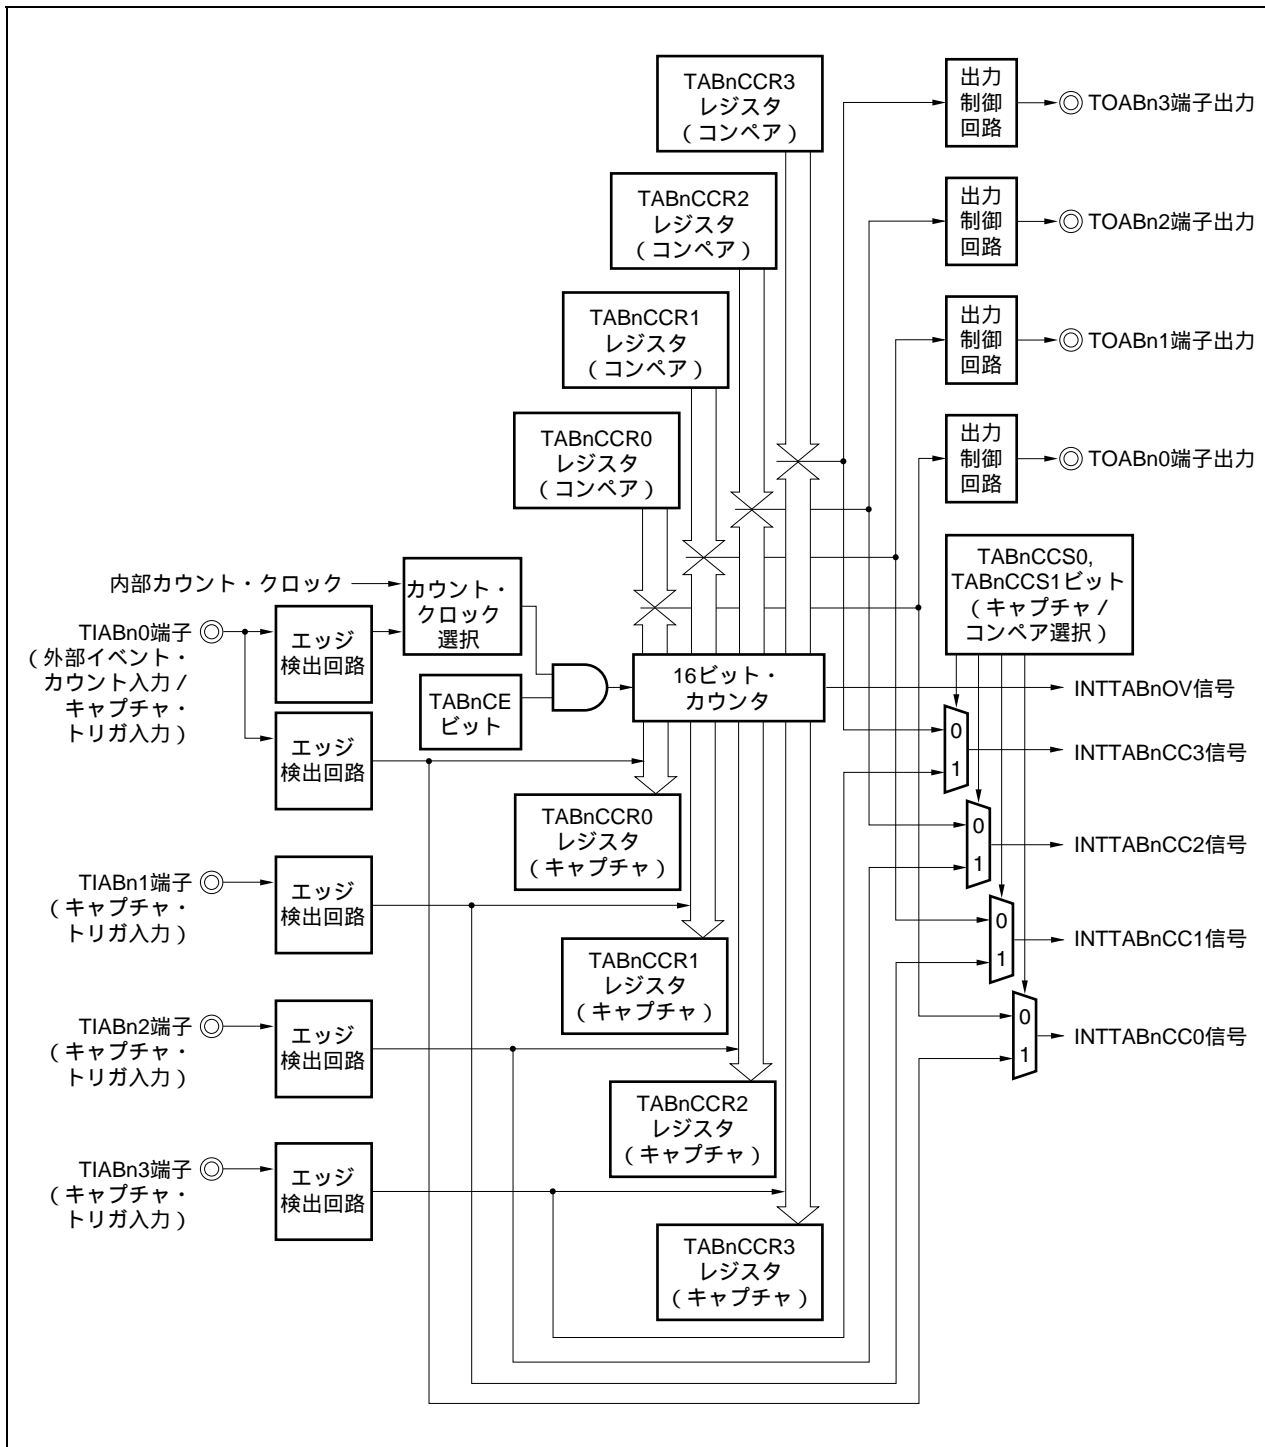 TABnCCR3
レジスタ
(コンペア)
出力
制御
回路
TOABn3端子出力
TABnCCR2
レジスタ
(コンペア)
出力
制御
回路
TOABn2端子出力
TABnCCR1
レジスタ
(コンペア)
出力
制御
回路
TOABn1端子出力
TABnCCR0
レジスタ
(コンペア)
出力
制御
回路
TOABn0端子出力
TABnCCS0,
TABnCCS1ビット
(キャプチャ/
コンペア選択)
内部カウント・クロック
カウント・
クロック
選択
TIABn0端子
(外部イベント・
カウント入力/
キャプチャ・
トリガ入力)
エッジ
検出回路
TABnCE
ビット
16ビット・
カウンタ
INTTABnOV信号
エッジ
検出回路
0
1
INTTABnCC3信号
TABnCCR0
レジスタ
(キャプチャ)
0
1
INTTABnCC2信号
TIABn1端子
(キャプチャ・
トリガ入力)
エッジ
検出回路
0
1
INTTABnCC1信号
TABnCCR1
レジスタ
(キャプチャ)
TIABn2端子
(キャプチャ・
トリガ入力)
エッジ
検出回路
0
1
INTTABnCC0信号
TABnCCR2
レジスタ
(キャプチャ)
TIABn3端子
(キャプチャ・
トリガ入力)
エッジ
検出回路
TABnCCR3
レジスタ
(キャプチャ)